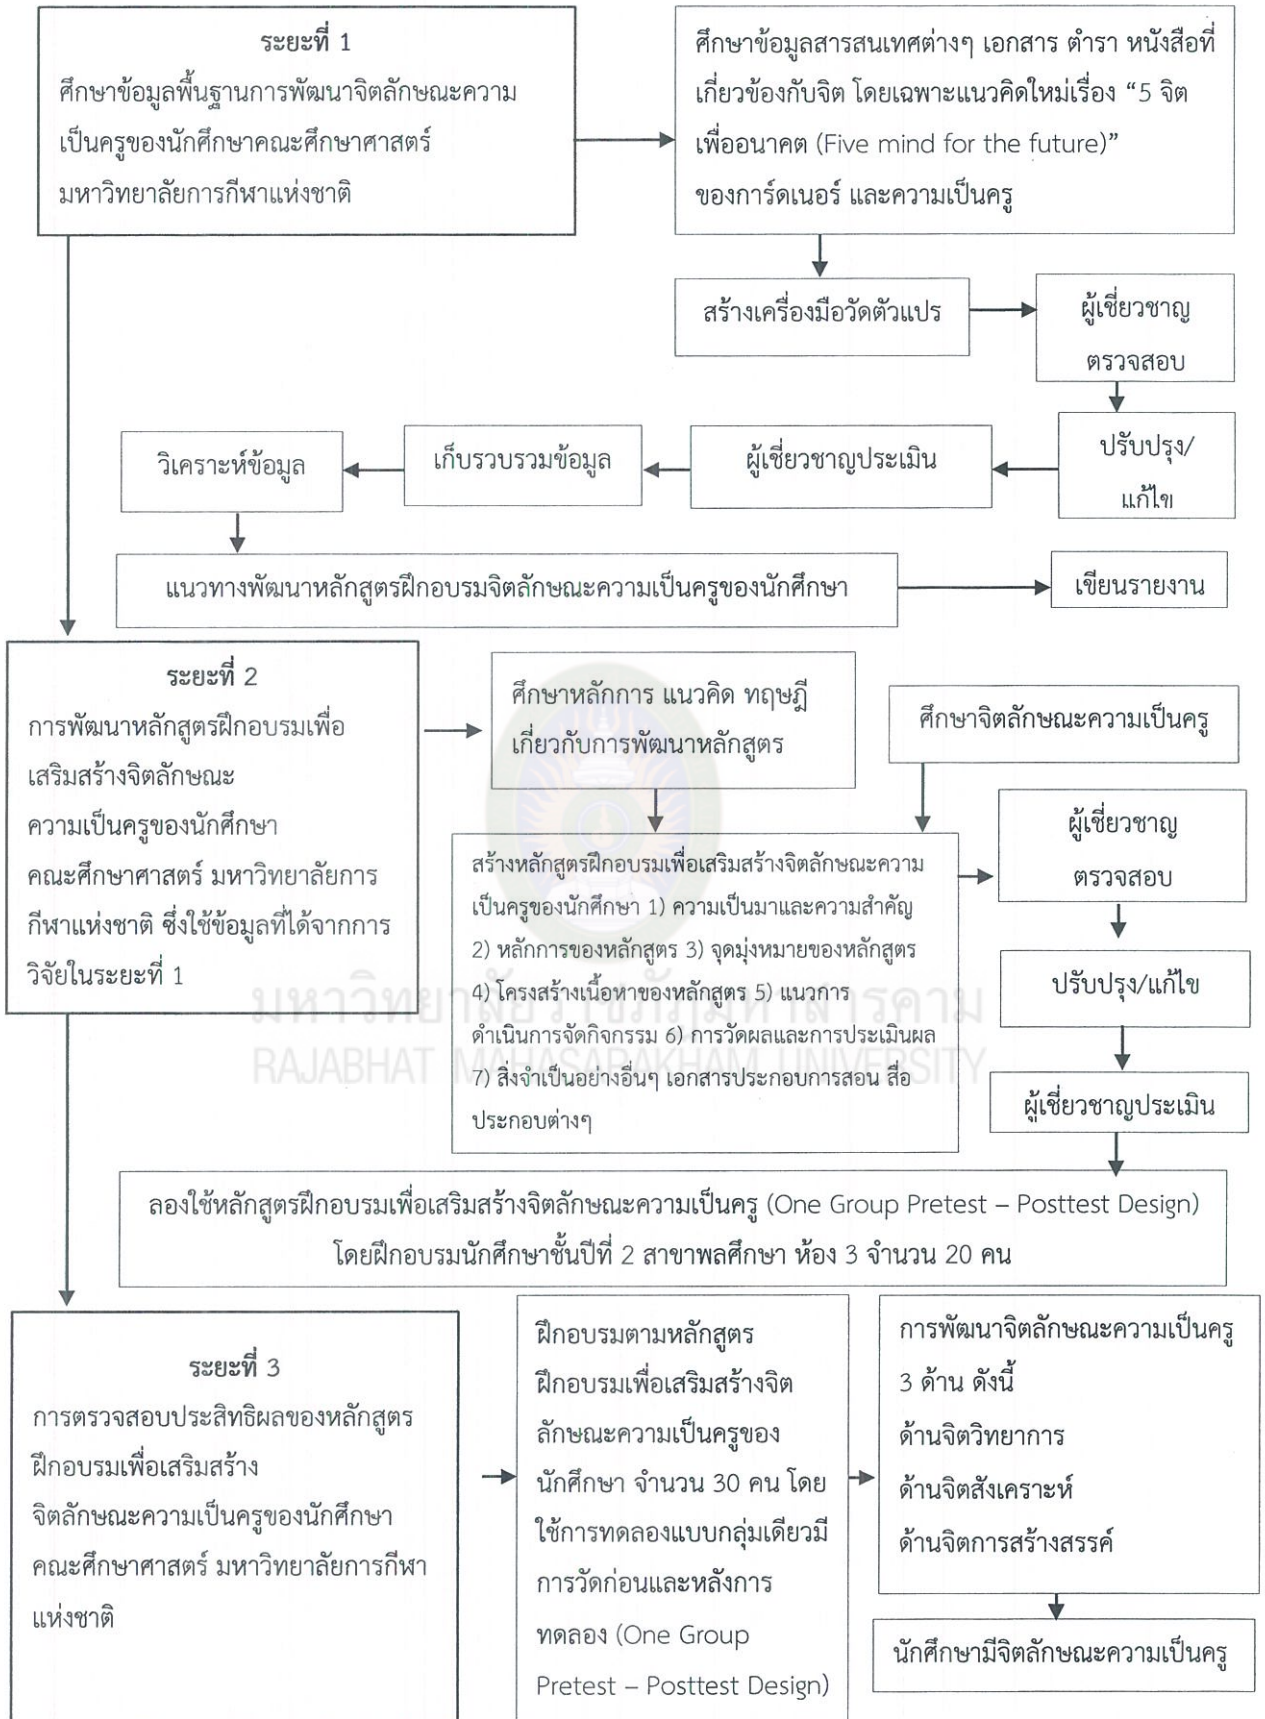 ระยะที่ 1
ศึกษาข้อมูลพื้นฐานการพัฒนาจิตลักษณะความ
เป็นครูของนักศึกษาคณะศึกษาศาสตร์
มหาวิทยาลัยการกีฬาแห่งชาติ
ศึกษาข้อมูลสารสนเทศต่างๆ เอกสาร ตำรา หนังสือที่
เกี่ยวข้องกับจิต โดยเฉพาะแนวคิดใหม่เรื่อง “5 จิต
เพื่ออนาคต (Five mind for the future)”
ของการ์ดเนอร์ และความเป็นครู
สร้างเครื่องมือวัดตัวแปร
ผู้เชี่ยวชาญ
ตรวจสอบ
ปรับปรุง/
แก้ไข
ผู้เชี่ยวชาญประเมิน
เก็บรวบรวมข้อมูล
วิเคราะห์ข้อมูล
แนวทางพัฒนาหลักสูตรฝึกอบรมจิตลักษณะความเป็นครูของนักศึกษา
เขียนรายงาน
ระยะที่ 2
การพัฒนาหลักสูตรฝึกอบรมเพื่อ
เสริมสร้างจิตลักษณะ
ความเป็นครูของนักศึกษา
คณะศึกษาศาสตร์ มหาวิทยาลัยการ
กีฬาแห่งชาติ ซึ่งใช้ข้อมูลที่ได้จากการ
วิจัยในระยะที่ 1
ศึกษาหลักการ แนวคิด ทฤษฎี
เกี่ยวกับการพัฒนาหลักสูตร
ศึกษาจิตลักษณะความเป็นครู
สร้างหลักสูตรฝึกอบรมเพื่อเสริมสร้างจิตลักษณะความ
เป็นครูของนักศึกษา 1) ความเป็นมาและความสำคัญ
2) หลักการของหลักสูตร 3) จุดมุ่งหมายของหลักสูตร
4) โครงสร้างเนื้อหาของหลักสูตร 5) แนวการ
ดำเนินการจัดกิจกรรม 6) การวัดผลและการประเมินผล
7) สิ่งจำเป็นอย่างอื่นๆ เอกสารประกอบการสอน สื่อ
ประกอบต่างๆ
ผู้เชี่ยวชาญ
ตรวจสอบ
ปรับปรุง/แก้ไข
ผู้เชี่ยวชาญประเมิน
มหาวิทยาลัยราชภัฏมหาสารคาม
RAJABHAT MAHASARAKHAM UNIVERSITY
ลองใช้หลักสูตรฝึกอบรมเพื่อเสริมสร้างจิตลักษณะความเป็นครู (One Group Pretest – Posttest Design)
โดยฝึกอบรมนักศึกษาชั้นปีที่ 2 สาขาพลศึกษา ห้อง 3 จำนวน 20 คน
ระยะที่ 3
การตรวจสอบประสิทธิผลของหลักสูตร
ฝึกอบรมเพื่อเสริมสร้าง
จิตลักษณะความเป็นครูของนักศึกษา
คณะศึกษาศาสตร์ มหาวิทยาลัยการกีฬา
แห่งชาติ
ฝึกอบรมตามหลักสูตร
ฝึกอบรมเพื่อเสริมสร้างจิต
ลักษณะความเป็นครูของ
นักศึกษา จำนวน 30 คน โดย
ใช้การทดลองแบบกลุ่มเดียวมี
การวัดก่อนและหลังการ
ทดลอง (One Group
Pretest – Posttest Design)
การพัฒนาจิตลักษณะความเป็นครู
3 ด้าน ดังนี้
ด้านจิตวิทยาการ
ด้านจิตสังเคราะห์
ด้านจิตการสร้างสรรค์
นักศึกษามีจิตลักษณะความเป็นครู